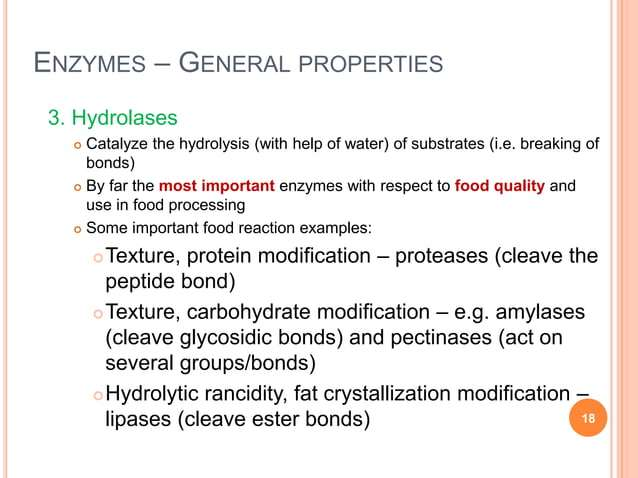 ENZYMES – GENERAL PROPERTIES
3. Hydrolases
Catalyze the hydrolysis (with help of water) of substrates (i.e. breaking of
bonds)
By far the most important enzymes with respect to food quality and
use in food processing
Some important food reaction examples:
Texture, protein modification – proteases (cleave the
peptide bond)
Texture, carbohydrate modification – e.g. amylases
(cleave glycosidic bonds) and pectinases (act on
several groups/bonds)
Hydrolytic rancidity, fat crystallization modification –
lipases (cleave ester bonds)
18